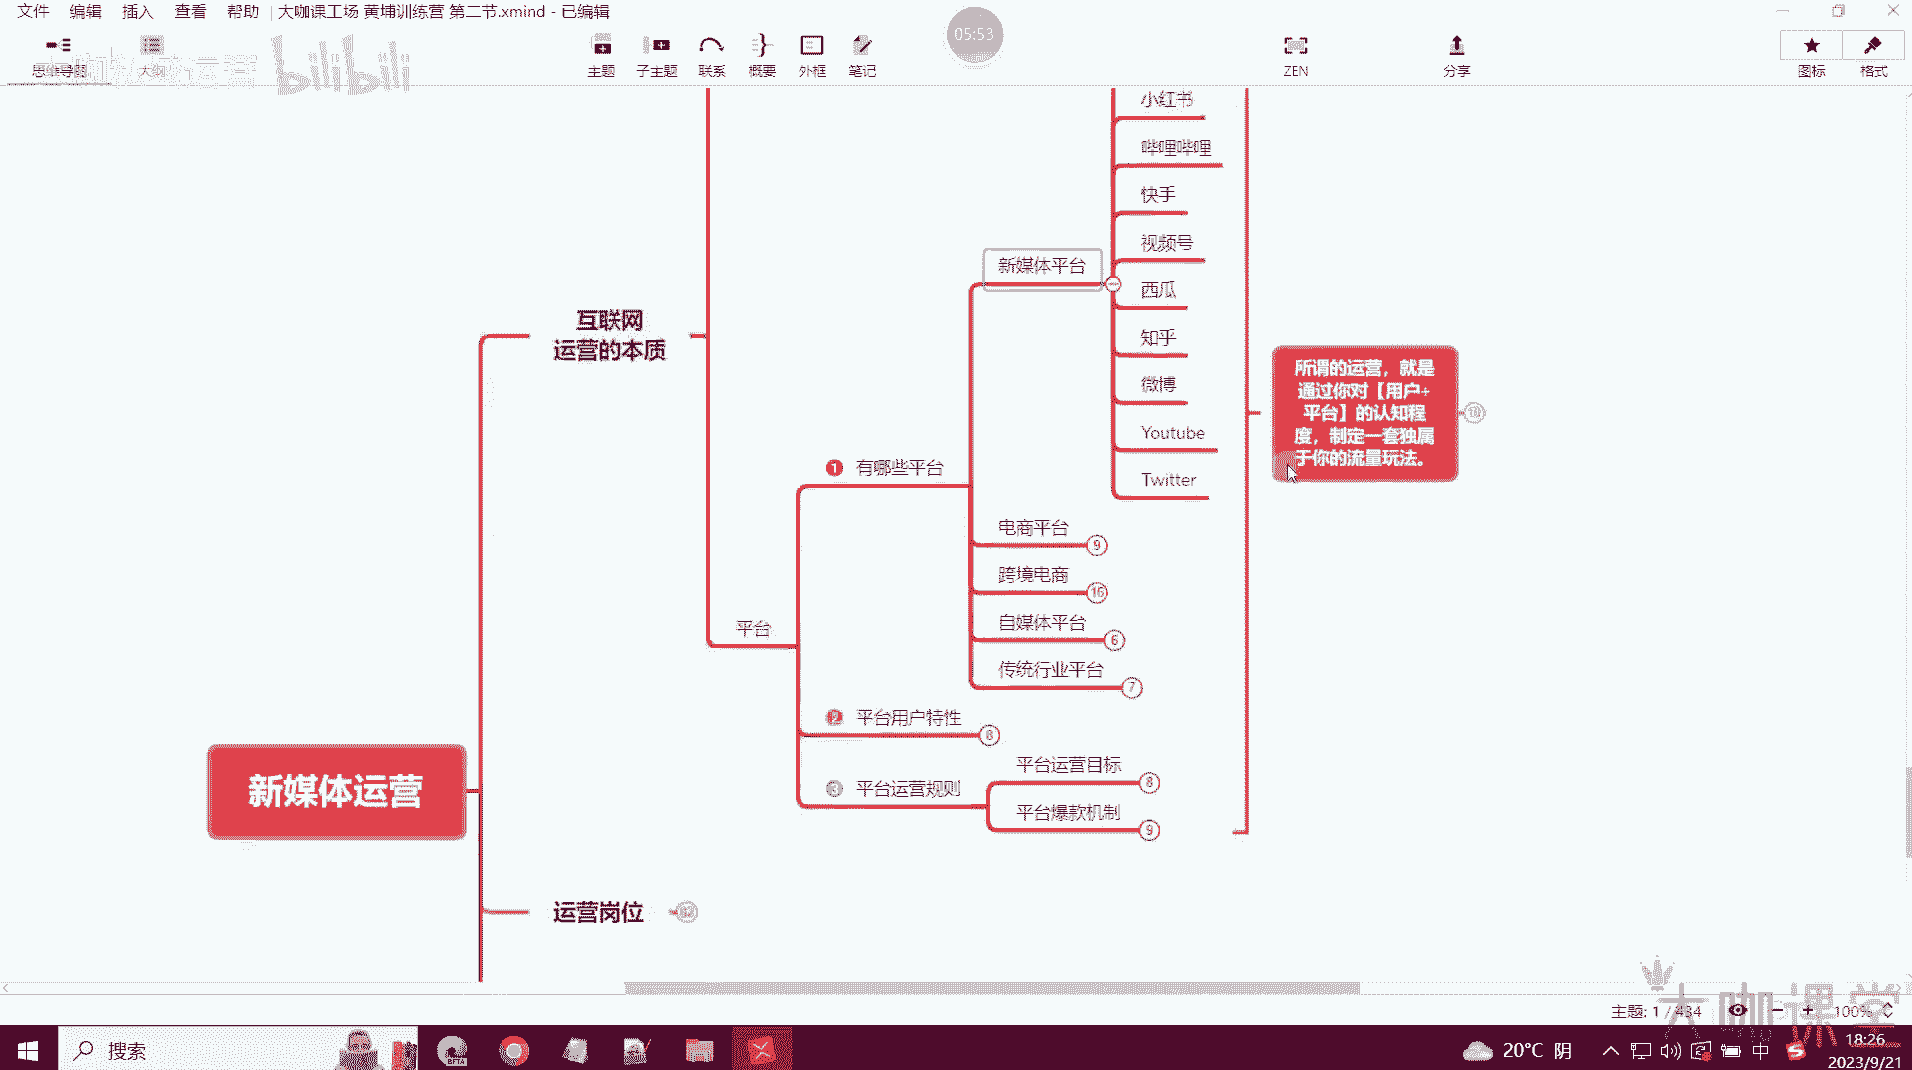 文件 编辑 插入 查看 帮助 大咖课工场 黄埔训练营 第二节.xmind - 已编辑
05:53
思维导图 大纲 主题 子主题 联系 概要 外框 笔记 ZEN 分享 图标 格式
bilibili
小红书
哔哩哔哩
快手
视频号
新媒体平台
西瓜
互联网
运营的本质
知乎
微博
Youtube
Twitter
所谓的运营，就是
通过你对【用户+
平台】的认知程
度，制定一套独属
于你的流量玩法。
1 有哪些平台
电商平台 9
跨境电商 16
自媒体平台 6
传统行业平台 7
平台
2 平台用户特性 8
平台运营目标 8
3 平台运营规则
平台爆款机制 9
新媒体运营
运营岗位
大咖课堂
主题: 1 / 434 100%
搜索
BETA
20°C 阴 中
18:26
2023/9/21